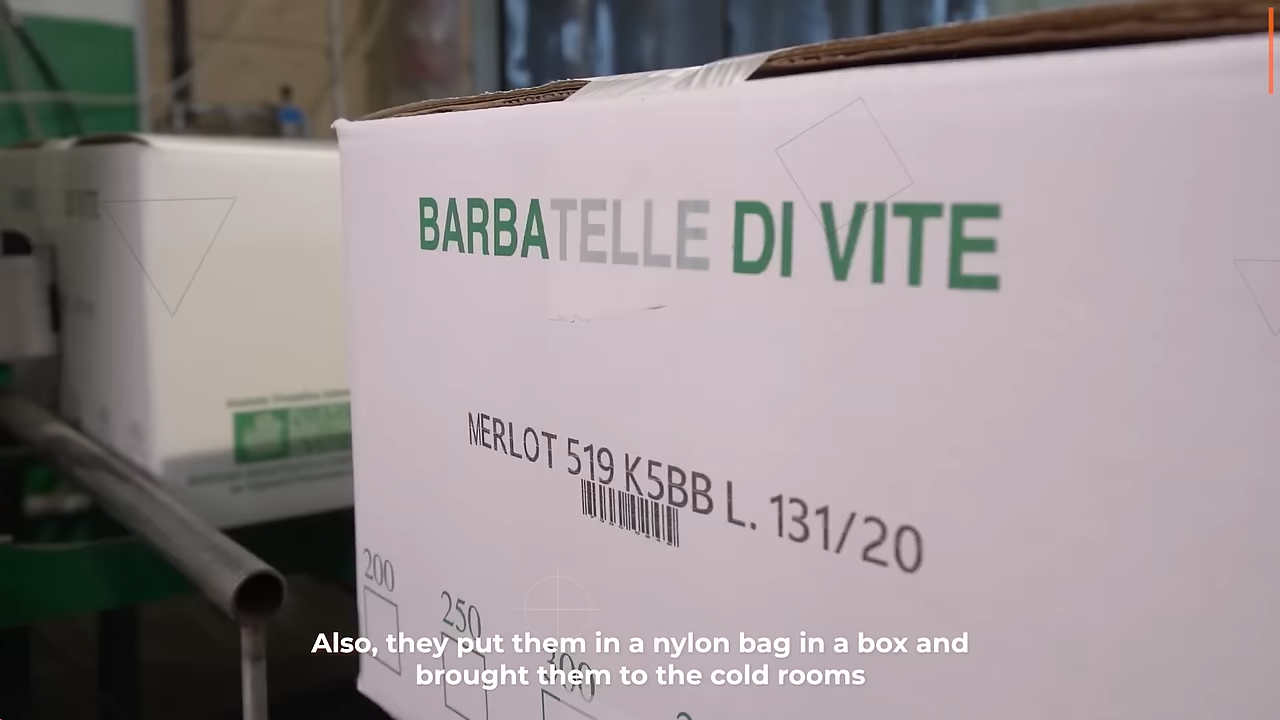 BARBATELLE DI VITE
MERLOT 519 K5BB L. 131/20
200
250
300
Also, they put them in a nylon bag in a box and
brought them to the cold rooms